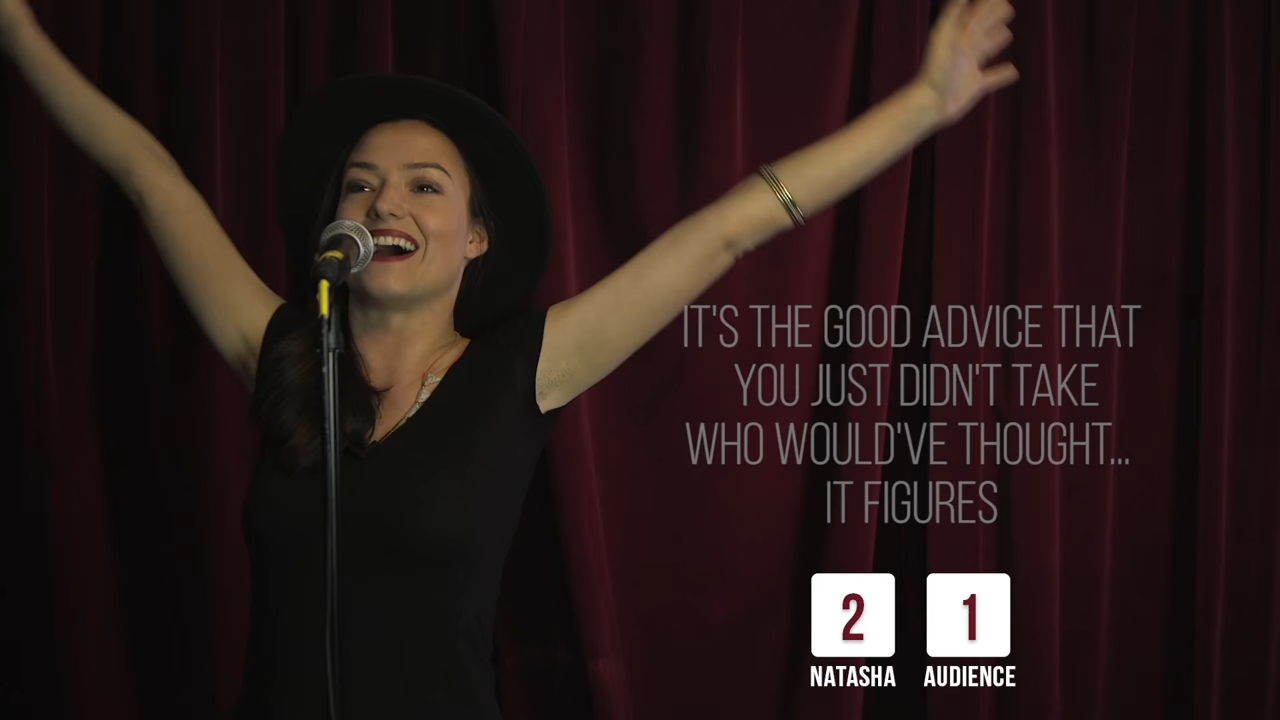 IT'S THE GOOD ADVICE THAT
YOU JUST DIDN'T TAKE
WHO WOULD'VE THOUGHT...
IT FIGURES
2 1
NATASHA AUDIENCE